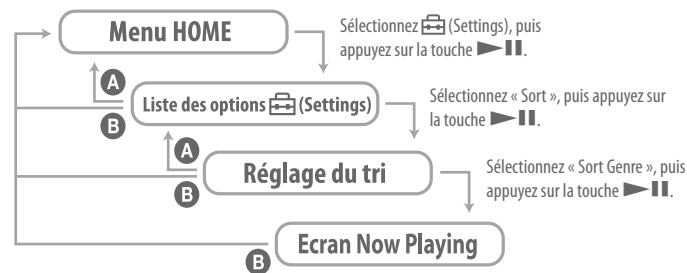 Menu HOME
Sélectionnez (Settings), puis
appuyez sur la touche ►II.
A
Liste des options (Settings)
B
Sélectionnez « Sort », puis appuyez sur
la touche ►II.
A
Réglage du tri
B
Sélectionnez « Sort Genre », puis
appuyez sur la touche ►II.
Ecran Now Playing
B